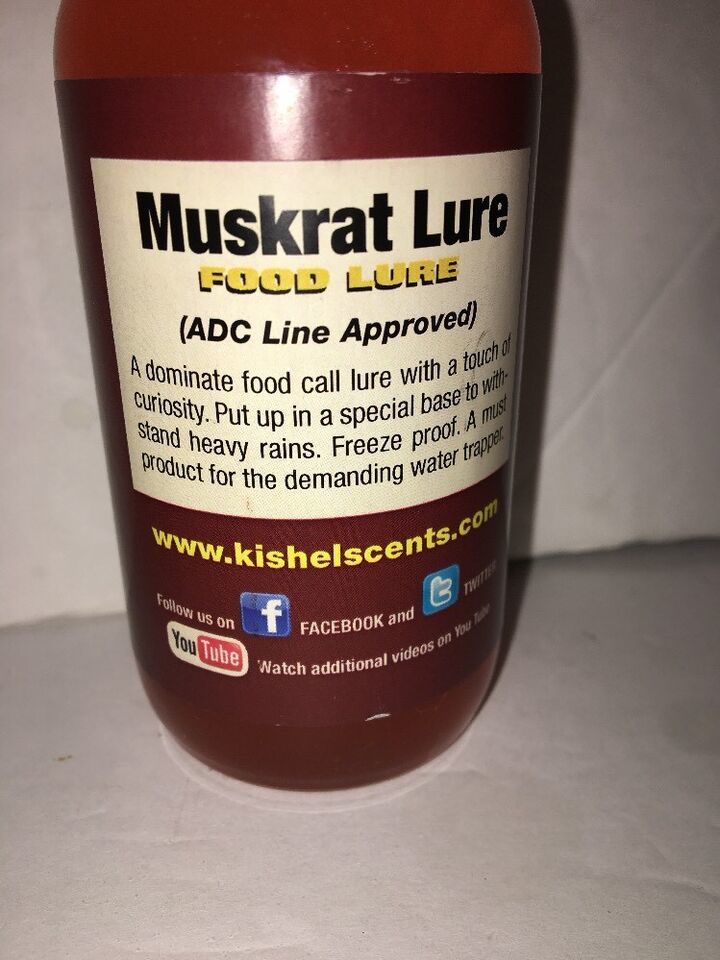 Muskrat Lure
FOOD LURE
(ADC Line Approved)
A dominate food call lure with a touch of
curiosity. Put up in a special base to with-
stand heavy rains. Freeze proof. A must
product for the demanding water trapper.
www.kishelscents.com
Follow us on f FACEBOOK and t TWITTER
YouTube Watch additional videos on You Tube